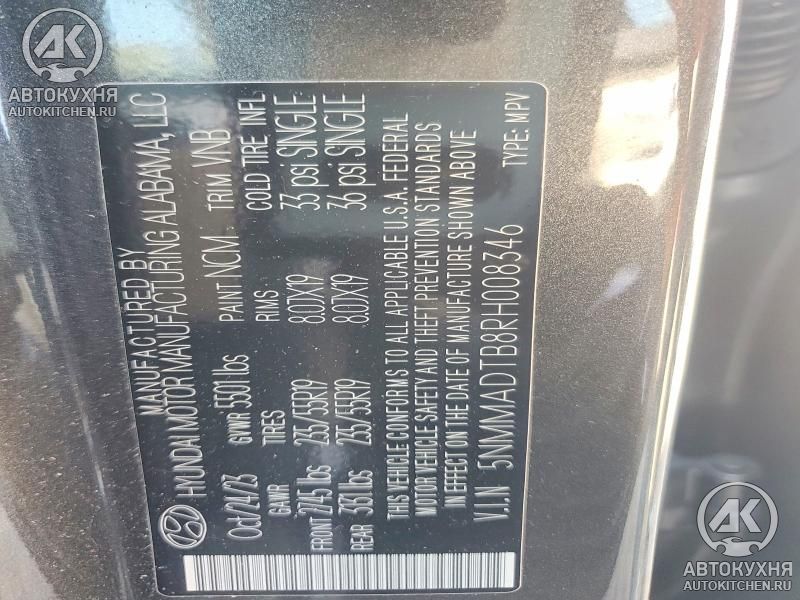 AK
АВТОКУХНЯ
AUTOKITCHEN.RU
MANUFACTURED BY
HYUNDAI MOTOR MANUFACTURING ALABAMA, LLC
Oct/24/23 GVWR 5501 lbs PAINT NCM TRIM VNB
GAWR TIRES RIMS COLD TIRE INFL
FRONT 2745 lbs 235/55R19 8.0JX19 33 psi SINGLE
REAR 3311 lbs 235/55R19 8.0JX19 36 psi SINGLE
THIS VEHICLE CONFORMS TO ALL APPLICABLE U.S.A. FEDERAL
MOTOR VEHICLE SAFETY AND THEFT PREVENTION STANDARDS
IN EFFECT ON THE DATE OF MANUFACTURE SHOWN ABOVE
V.I.N 5NMMADTB8RH008346 TYPE: MPV
AK
АВТОКУХНЯ
AUTOKITCHEN.RU